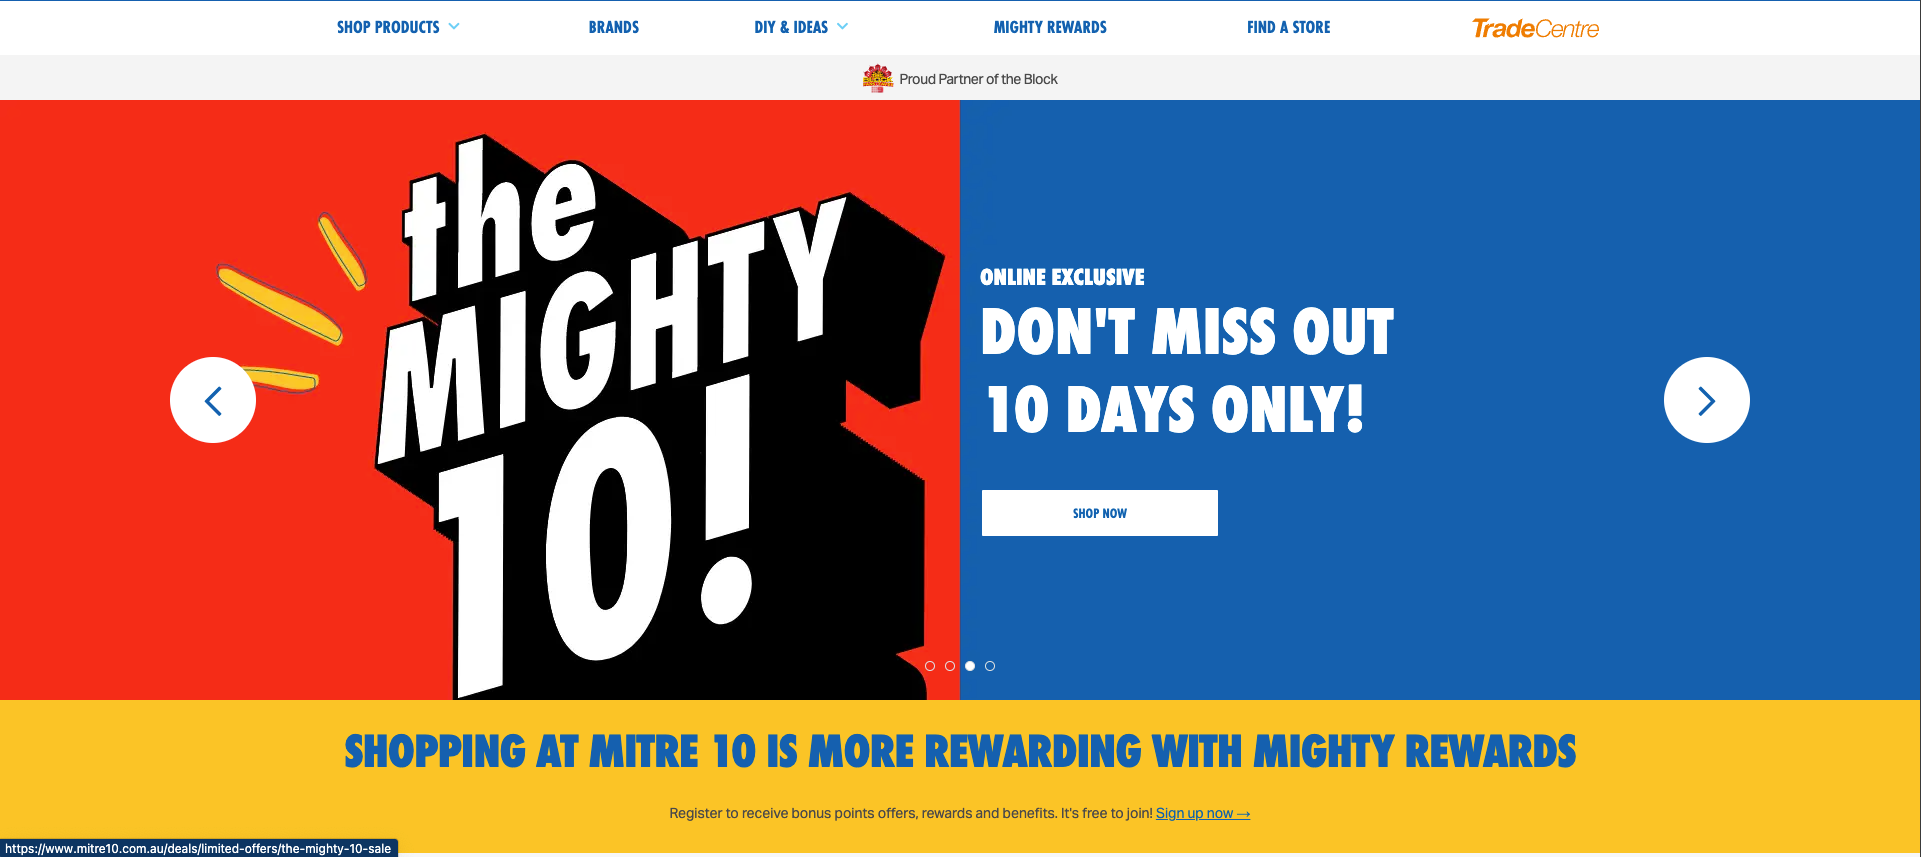 SHOP PRODUCTS
BRANDS
DIY & IDEAS
MIGHTY REWARDS
FIND A STORE
TradeCentre
Proud Partner of the Block
the
MIGHTY
10!
ONLINE EXCLUSIVE
DON'T MISS OUT
10 DAYS ONLY!
SHOP NOW
SHOPPING AT MITRE 10 IS MORE REWARDING WITH MIGHTY REWARDS
Register to receive bonus points offers, rewards and benefits. It's free to join! Sign up now →
https://www.mitre10.com.au/deals/limited-offers/the-mighty-10-sale